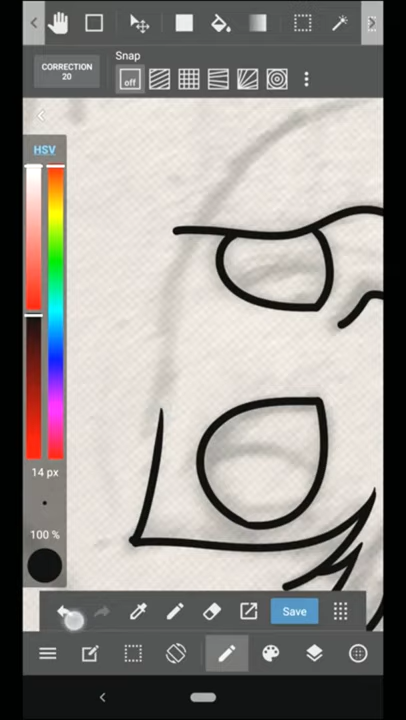 Snap
CORRECTION
20
off
HSV
14 px
100 %
Save